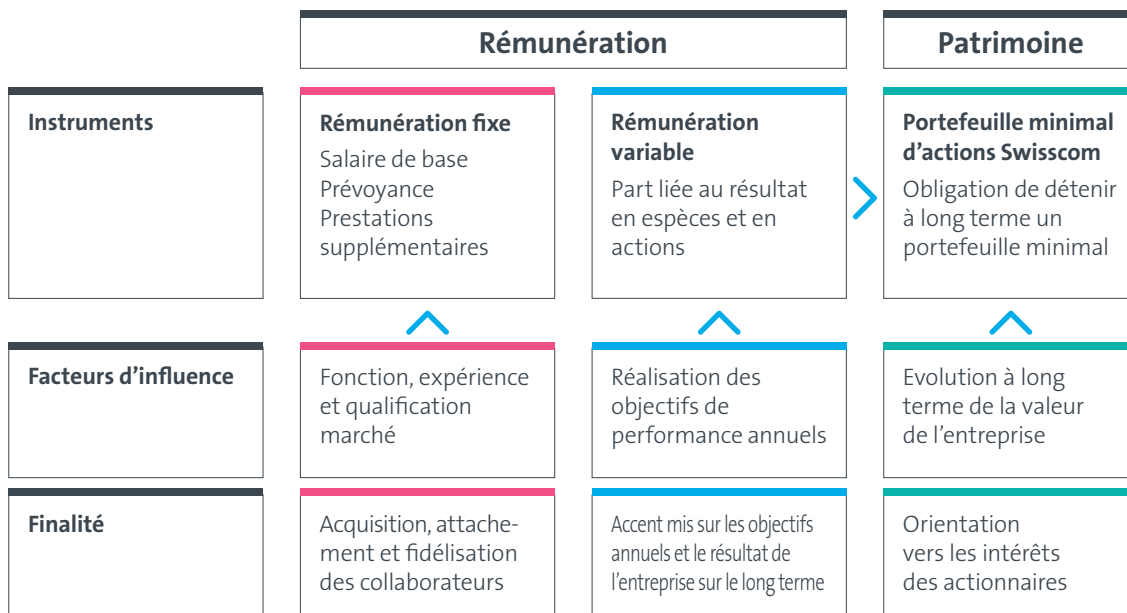 Rémunération
Patrimoine
Instruments
Rémunération fixe
Salaire de base
Prévoyance
Prestations
supplémentaires
Rémunération
variable
Part liée au résultat
en espèces et en
actions
Portefeuille minimal
d’actions Swisscom
Obligation de détenir
à long terme un
portefeuille minimal
Facteurs d’influence
Fonction, expérience
et qualification
marché
Réalisation des
objectifs de
performance annuels
Evolution à long
terme de la valeur
de l’entreprise
Finalité
Acquisition, attache-
ment et fidélisation
des collaborateurs
Accent mis sur les objectifs
annuels et le résultat de
l’entreprise sur le long terme
Orientation
vers les intérêts
des actionnaires